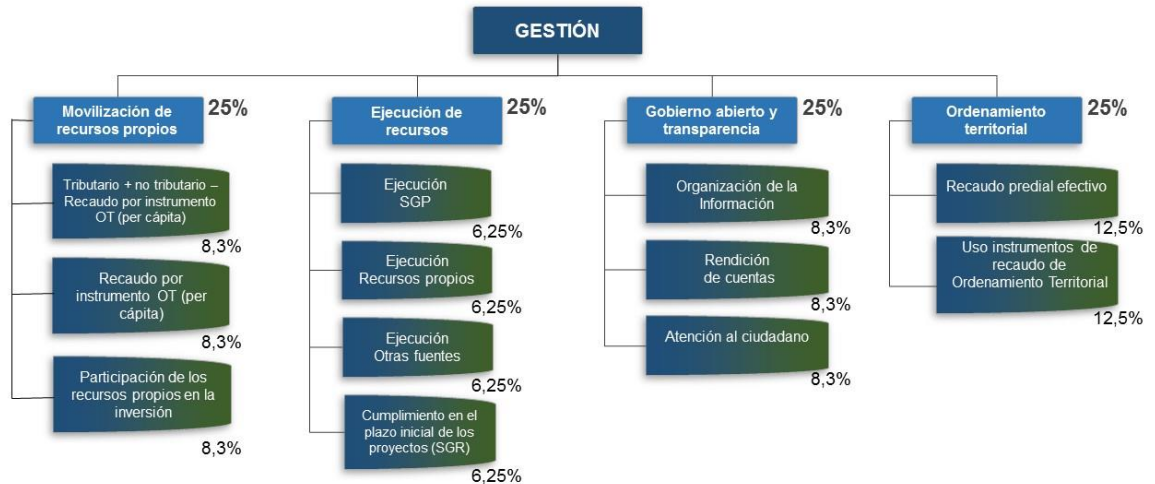 GESTIÓN
Movilización de
recursos propios
25%
Tributario + no tributario –
Recaudo por instrumento
OT (per cápita)
8,3%
Recaudo por
instrumento OT (per
cápita)
8,3%
Participación de los
recursos propios en la
inversión
8,3%
Ejecución de
recursos
25%
Ejecución
SGP
6,25%
Ejecución
Recursos propios
6,25%
Ejecución
Otras fuentes
6,25%
Cumplimiento en el
plazo inicial de los
proyectos (SGR)
6,25%
Gobierno abierto y
transparencia
25%
Organización de la
Información
8,3%
Rendición
de cuentas
8,3%
Atención al ciudadano
8,3%
Ordenamiento
territorial
25%
Recaudo predial efectivo
12,5%
Uso instrumentos de
recaudo de
Ordenamiento Territorial
12,5%